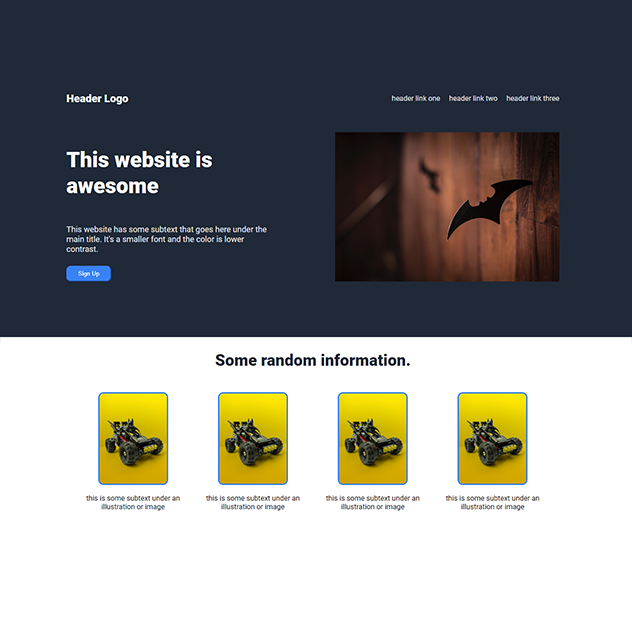 Header Logo
header link one header link two header link three
This website is
awesome
This website has some subtext that goes here under the
main title. It's a smaller font and the color is lower
contrast.
Sign Up
Some random information.
this is some subtext under an
illustration or image
this is some subtext under an
illustration or image
this is some subtext under an
illustration or image
this is some subtext under an
illustration or image